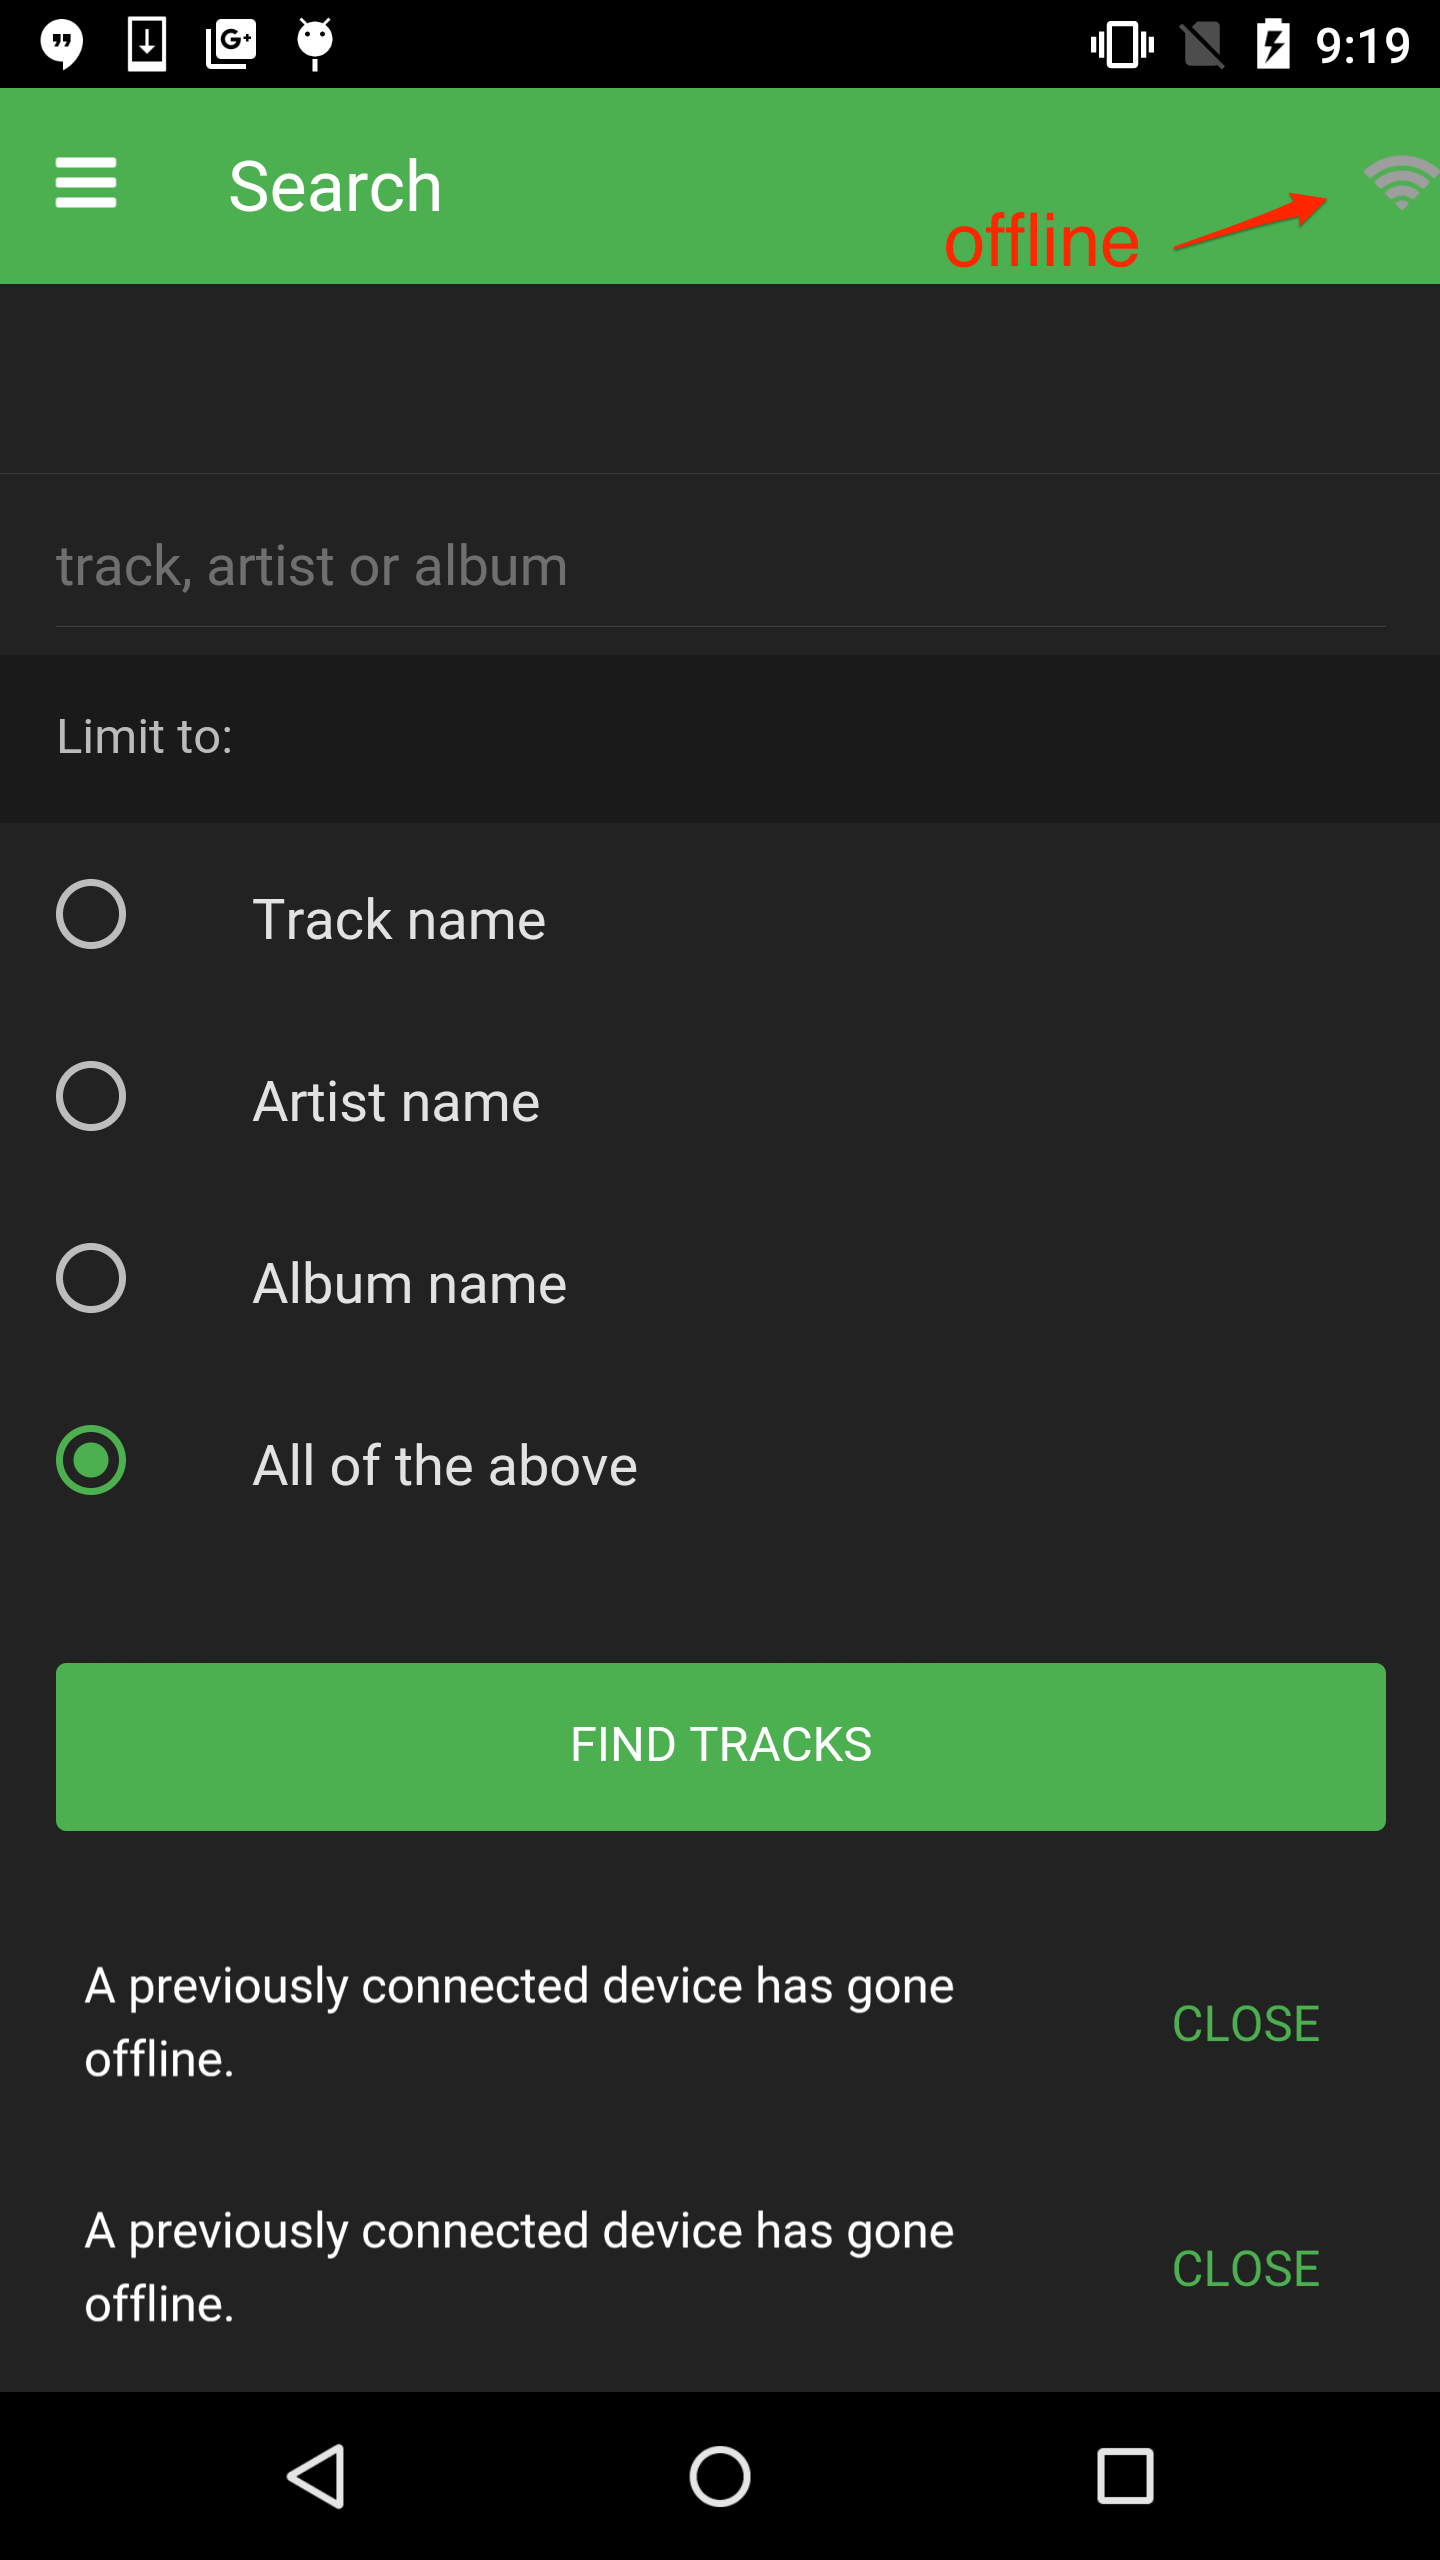 9:19
Search
offline
track, artist or album
Limit to:
Track name
Artist name
Album name
All of the above
FIND TRACKS
A previously connected device has gone
offline.
CLOSE
A previously connected device has gone
offline.
CLOSE